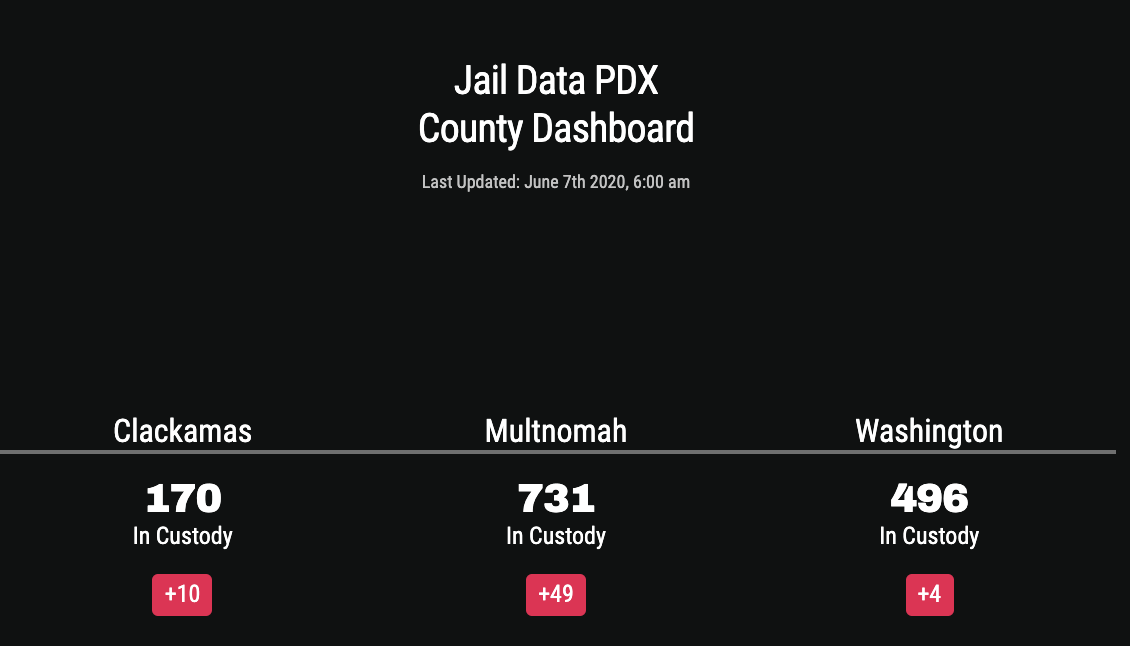 Jail Data PDX
County Dashboard
Last Updated: June 7th 2020, 6:00 am
Clackamas Multnomah Washington
170 731 496
In Custody In Custody In Custody
+10 +49 +4